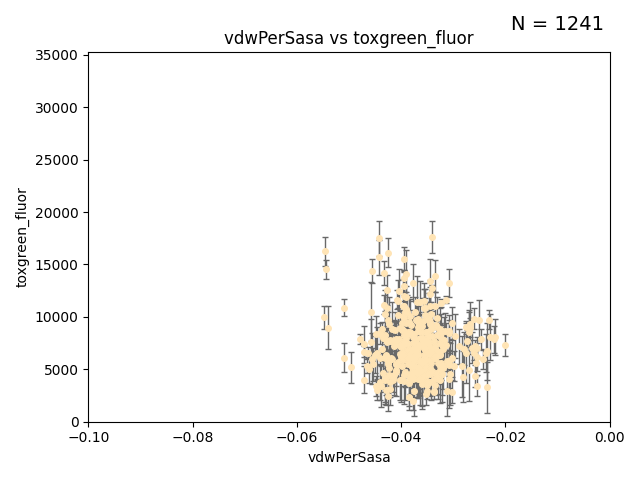 N = 1241
vdwPerSasa vs toxgreen_fluor
35000
30000
25000
20000
15000
10000
5000
0
toxgreen_fluor
−0.10 −0.08 −0.06 −0.04 −0.02 0.00
vdwPerSasa